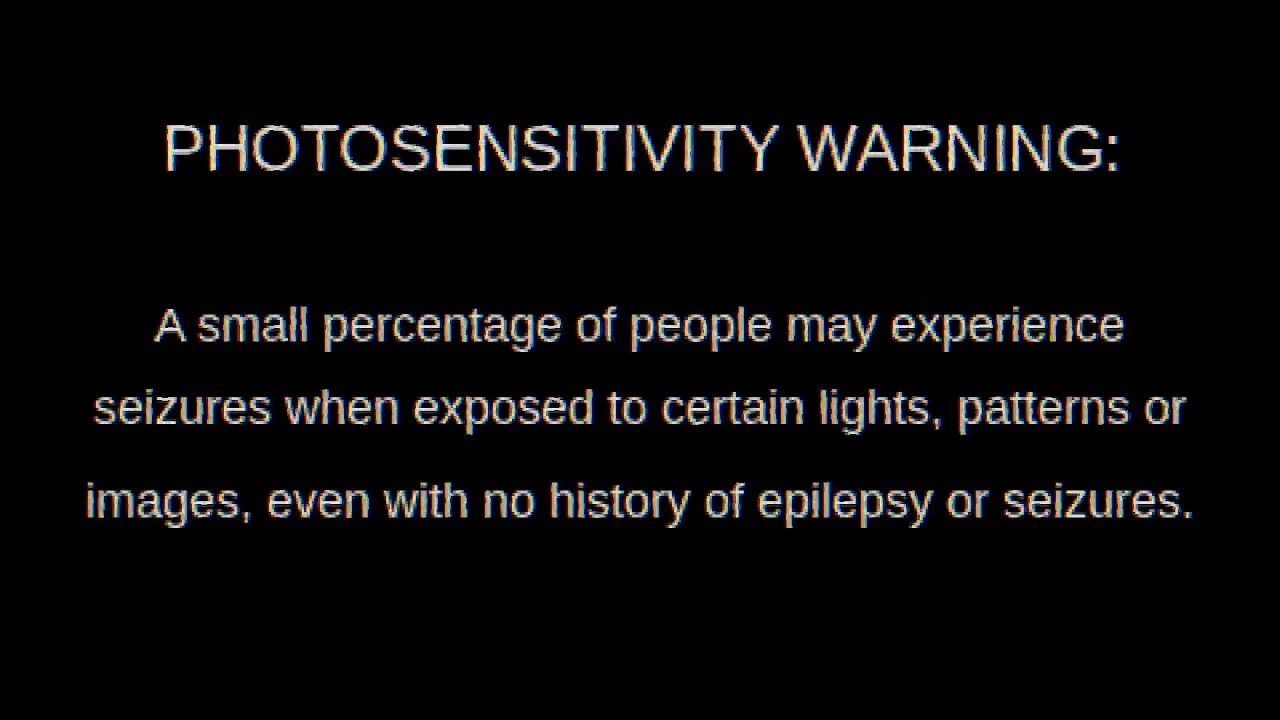 PHOTOSENSITIVITY WARNING:
A small percentage of people may experience
seizures when exposed to certain lights, patterns or
images, even with no history of epilepsy or seizures.